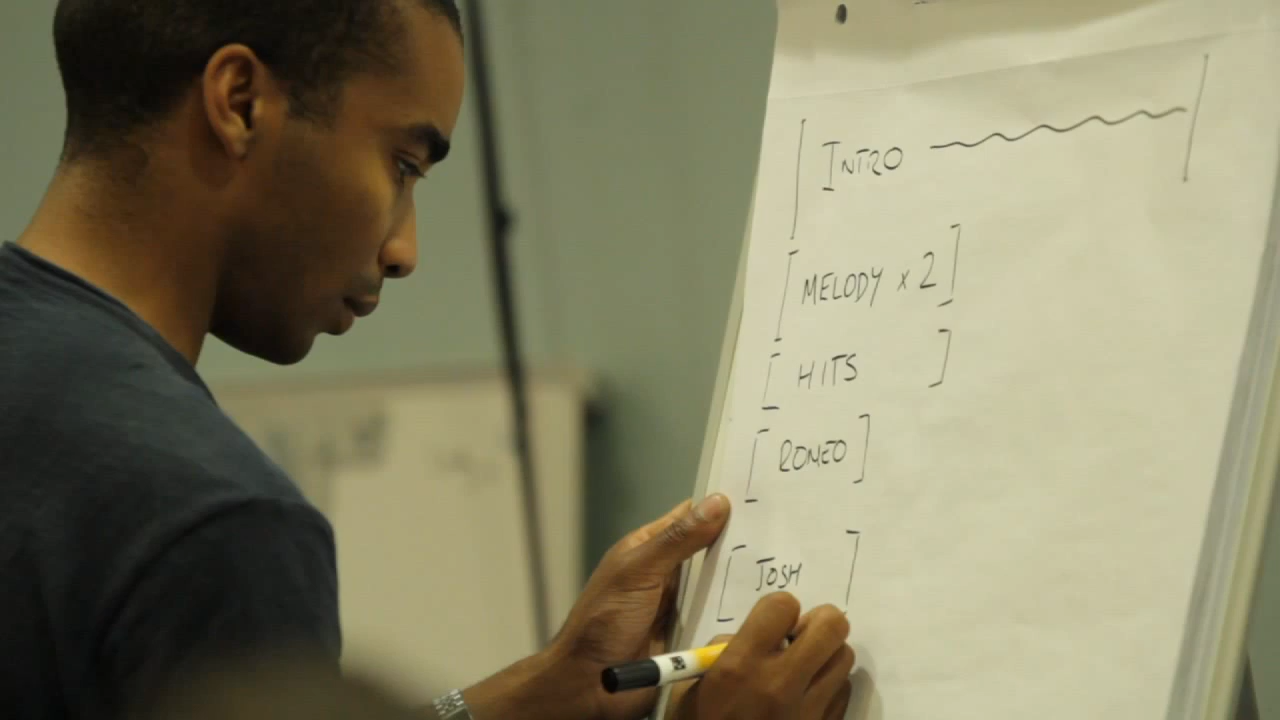 INTRO
[MELODY x 2]
[HITS]
[ROMEO]
[JOSH]